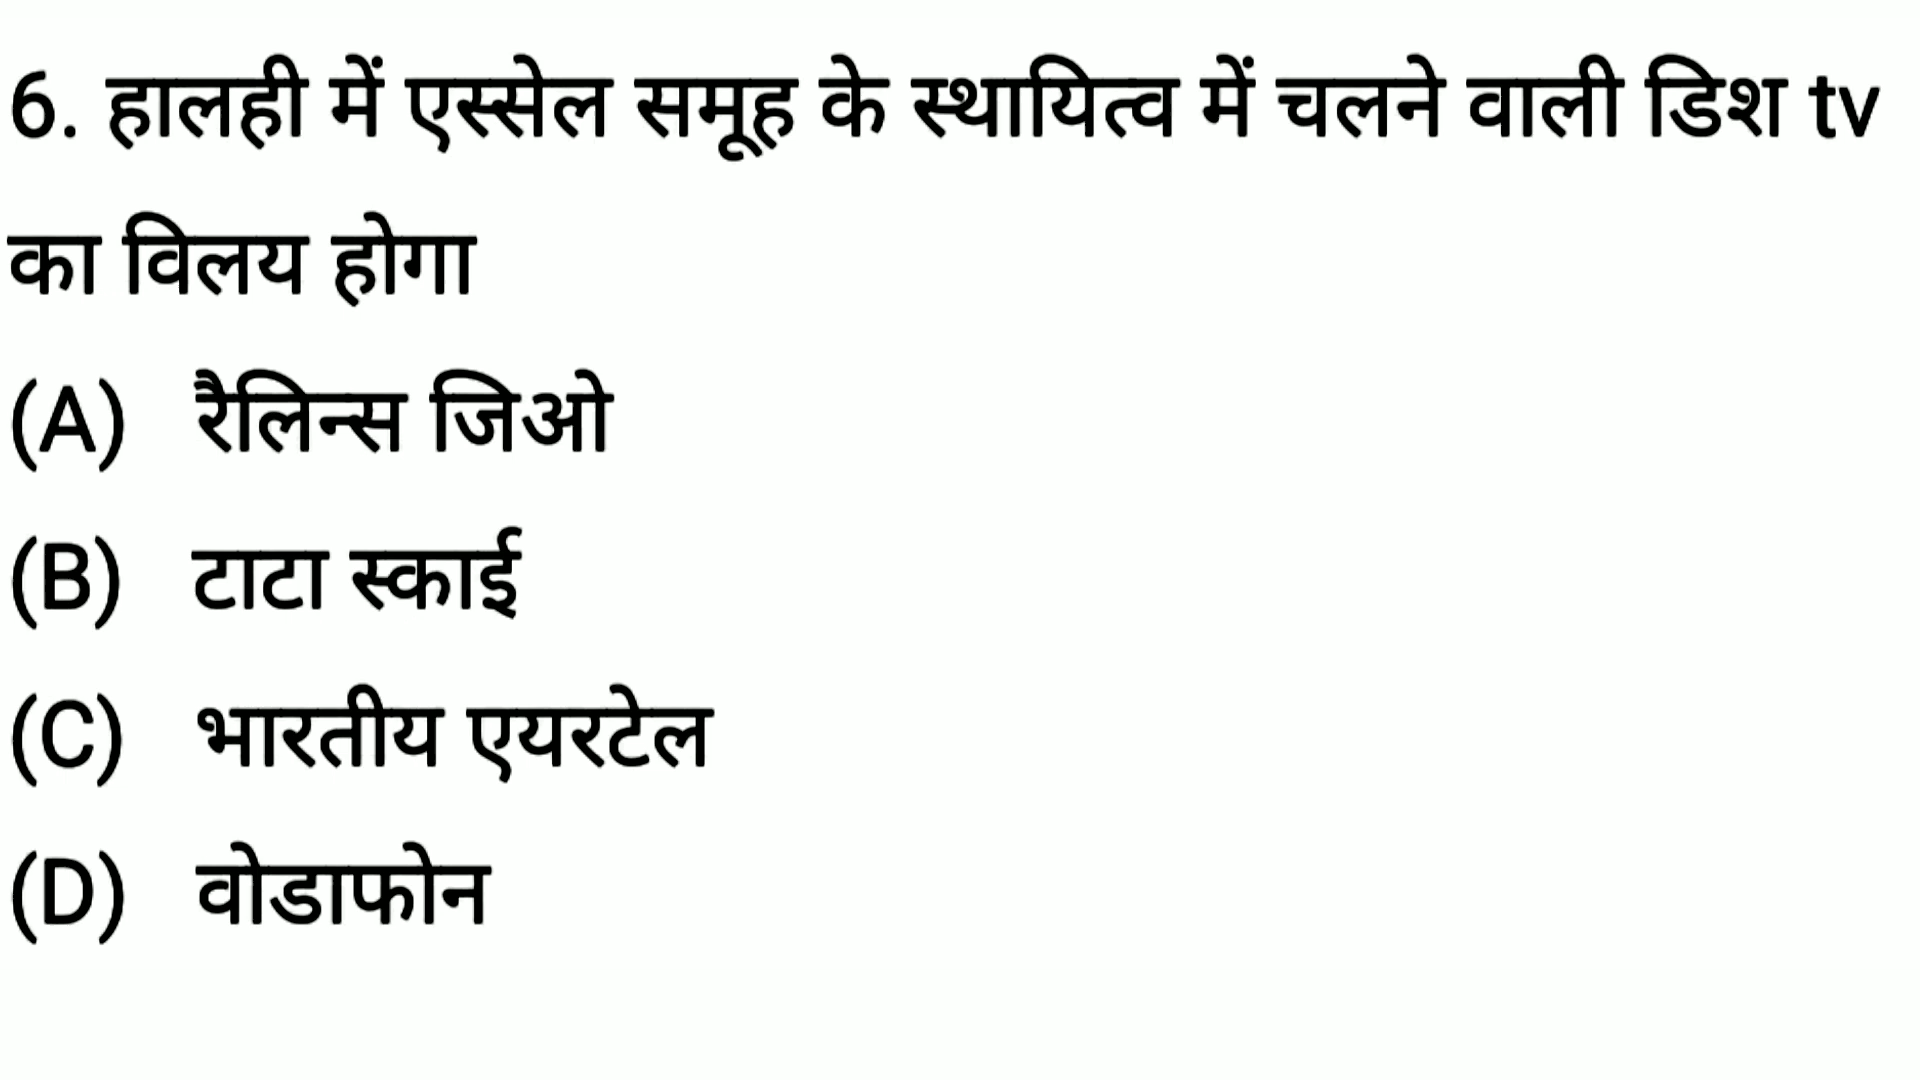 6. हालही में एस्सेल समूह के स्थायित्व में चलने वाली डिश tv
का विलय होगा
(A) रैलिन्स जिओ
(B) टाटा स्काई
(C) भारतीय एयरटेल
(D) वोडाफोन